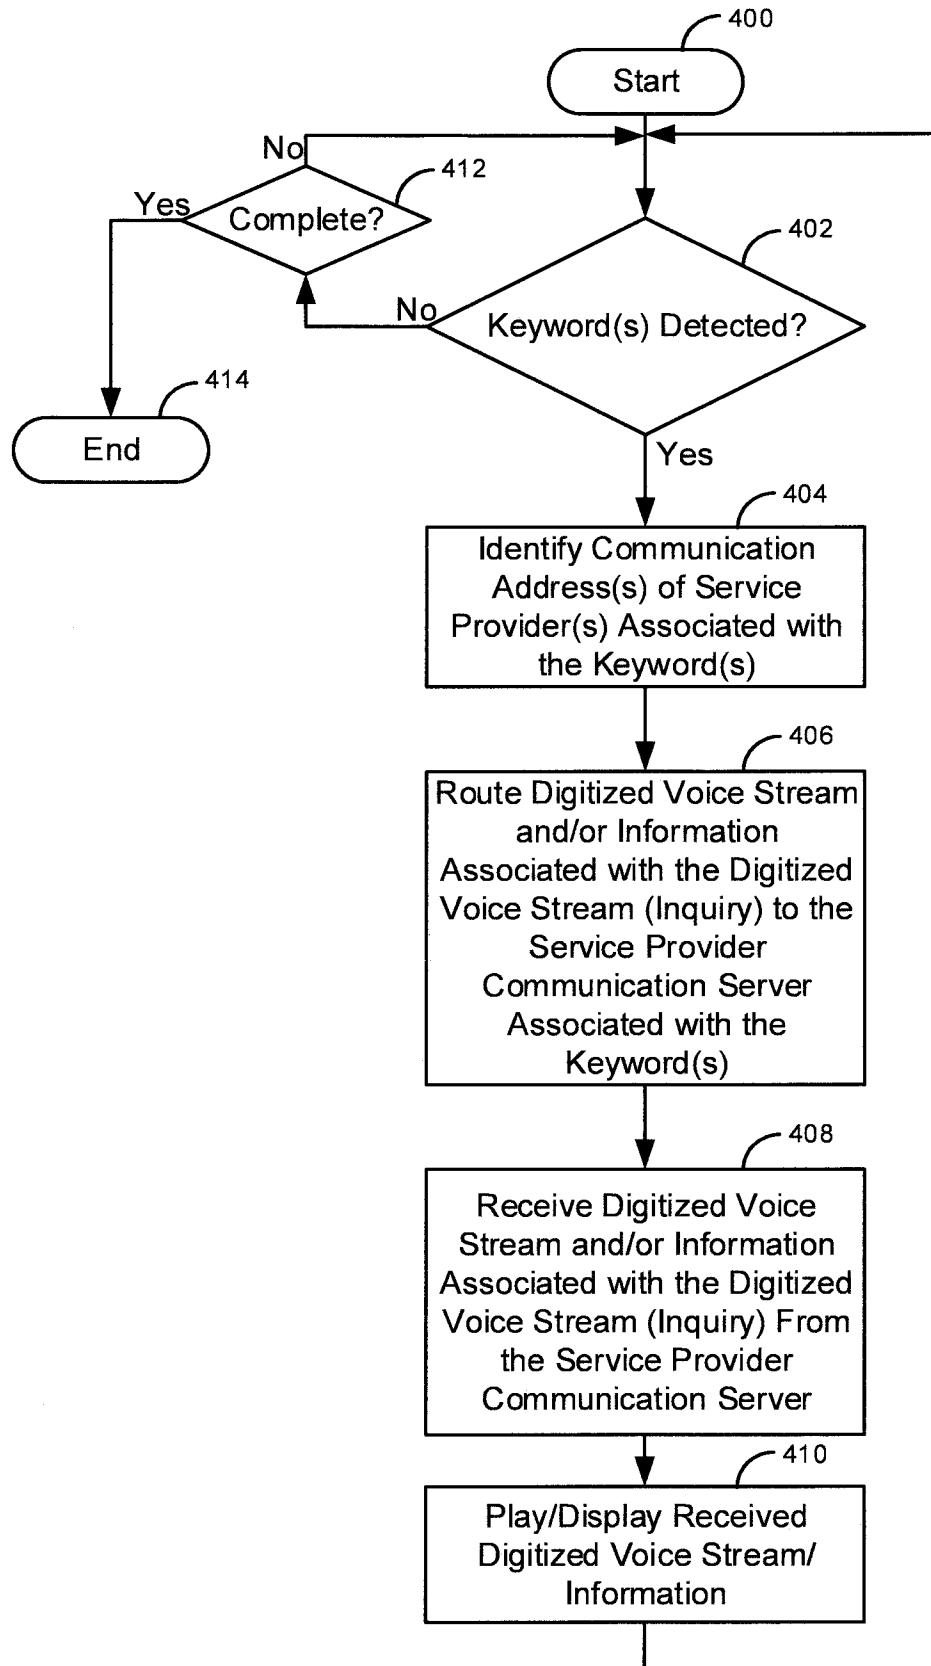 400
Start
No
412
Yes
Complete?
402
No
Keyword(s) Detected?
414
End
Yes
404
Identify Communication
Address(es) of Service
Provider(s) Associated with
the Keyword(s)
406
Route Digitized Voice Stream
and/or Information
Associated with the Digitized
Voice Stream (Inquiry) to the
Service Provider
Communication Server
Associated with the
Keyword(s)
408
Receive Digitized Voice
Stream and/or Information
Associated with the Digitized
Voice Stream (Inquiry) From
the Service Provider
Communication Server
410
Play/Display Received
Digitized Voice Stream/
Information